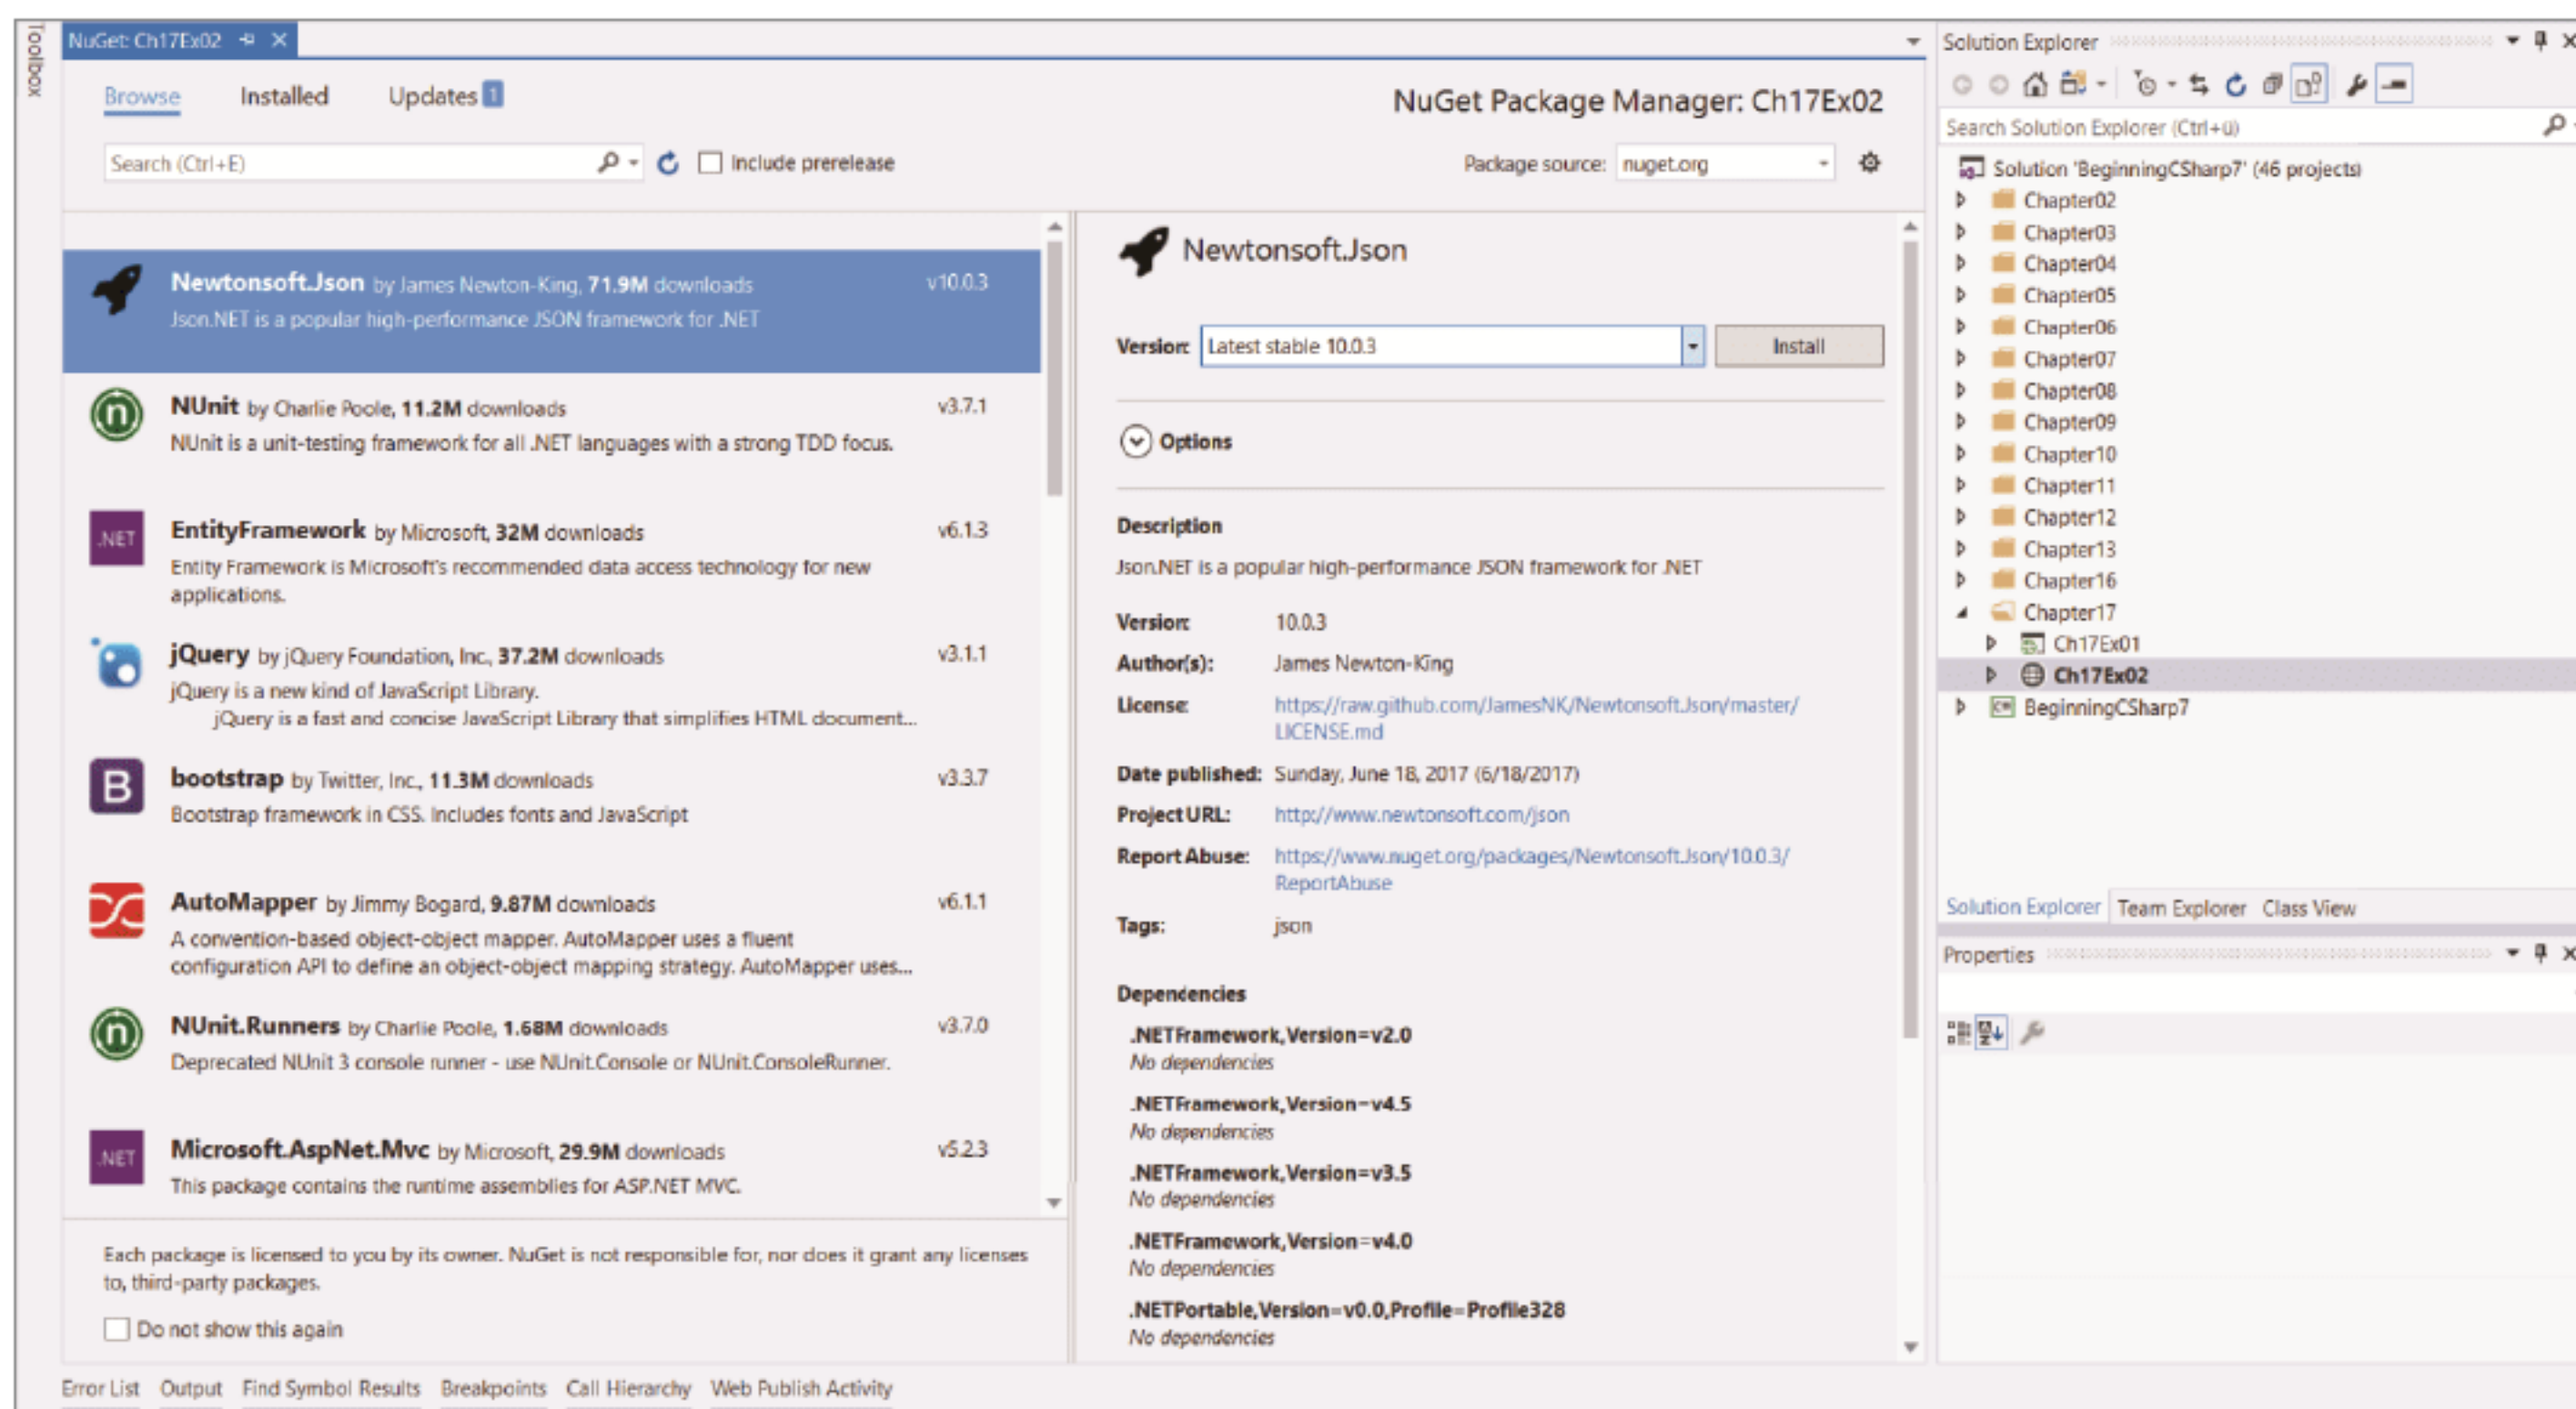 Toolbox
NuGet: Ch17Ex02
Browse Installed Updates 1
NuGet Package Manager: Ch17Ex02
Search (Ctrl+E)
Include prerelease
Package source: nuget.org
Newtonsoft.Json by James Newton-King, 71.9M downloads v10.0.3
Json.NET is a popular high-performance JSON framework for .NET
NUnit by Charlie Poole, 11.2M downloads v3.7.1
NUnit is a unit-testing framework for all .NET languages with a strong TDD focus.
.NET
EntityFramework by Microsoft, 32M downloads v6.1.3
Entity Framework is Microsoft's recommended data access technology for new
applications.
jQuery by jQuery Foundation, Inc., 37.2M downloads v3.1.1
jQuery is a new kind of JavaScript Library.
jQuery is a fast and concise JavaScript Library that simplifies HTML document...
B
bootstrap by Twitter, Inc., 11.3M downloads v3.3.7
Bootstrap framework in CSS. Includes fonts and JavaScript
AutoMapper by Jimmy Bogard, 9.87M downloads v6.1.1
A convention-based object-object mapper. AutoMapper uses a fluent
configuration API to define an object-object mapping strategy. AutoMapper uses...
NUnit.Runners by Charlie Poole, 1.68M downloads v3.7.0
Deprecated NUnit 3 console runner - use NUnit.Console or NUnit.ConsoleRunner.
.NET
Microsoft.AspNet.Mvc by Microsoft, 29.9M downloads v5.2.3
This package contains the runtime assemblies for ASP.NET MVC.
Each package is licensed to you by its owner. NuGet is not responsible for, nor does it grant any licenses
to, third-party packages.
Do not show this again
Newtonsoft.Json
Version: Latest stable 10.0.3 Install
Options
Description
Json.NET is a popular high-performance JSON framework for .NET
Version: 10.0.3
Author(s): James Newton-King
License: https://raw.github.com/JamesNK/Newtonsoft.Json/master/
LICENSE.md
Date published: Sunday, June 18, 2017 (6/18/2017)
Project URL: http://www.newtonsoft.com/json
Report Abuse: https://www.nuget.org/packages/Newtonsoft.Json/10.0.3/
ReportAbuse
Tags: json
Dependencies
.NETFramework,Version=v2.0
No dependencies
.NETFramework,Version=v4.5
No dependencies
.NETFramework,Version=v3.5
No dependencies
.NETFramework,Version=v4.0
No dependencies
.NETPortable,Version=v0.0,Profile=Profile328
No dependencies
Solution Explorer
Search Solution Explorer (Ctrl+ü)
Solution 'BeginningCSharp7' (46 projects)
Chapter02
Chapter03
Chapter04
Chapter05
Chapter06
Chapter07
Chapter08
Chapter09
Chapter10
Chapter11
Chapter12
Chapter13
Chapter16
Chapter17
Ch17Ex01
Ch17Ex02
BeginningCSharp7
Solution Explorer Team Explorer Class View
Properties
Error List Output Find Symbol Results Breakpoints Call Hierarchy Web Publish Activity